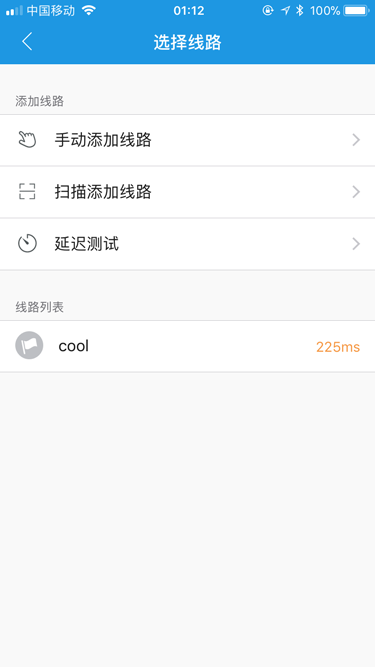 中国移动 01:12 100%
选择线路
添加线路
手动添加线路
扫描添加线路
延迟测试
线路列表
cool 225ms